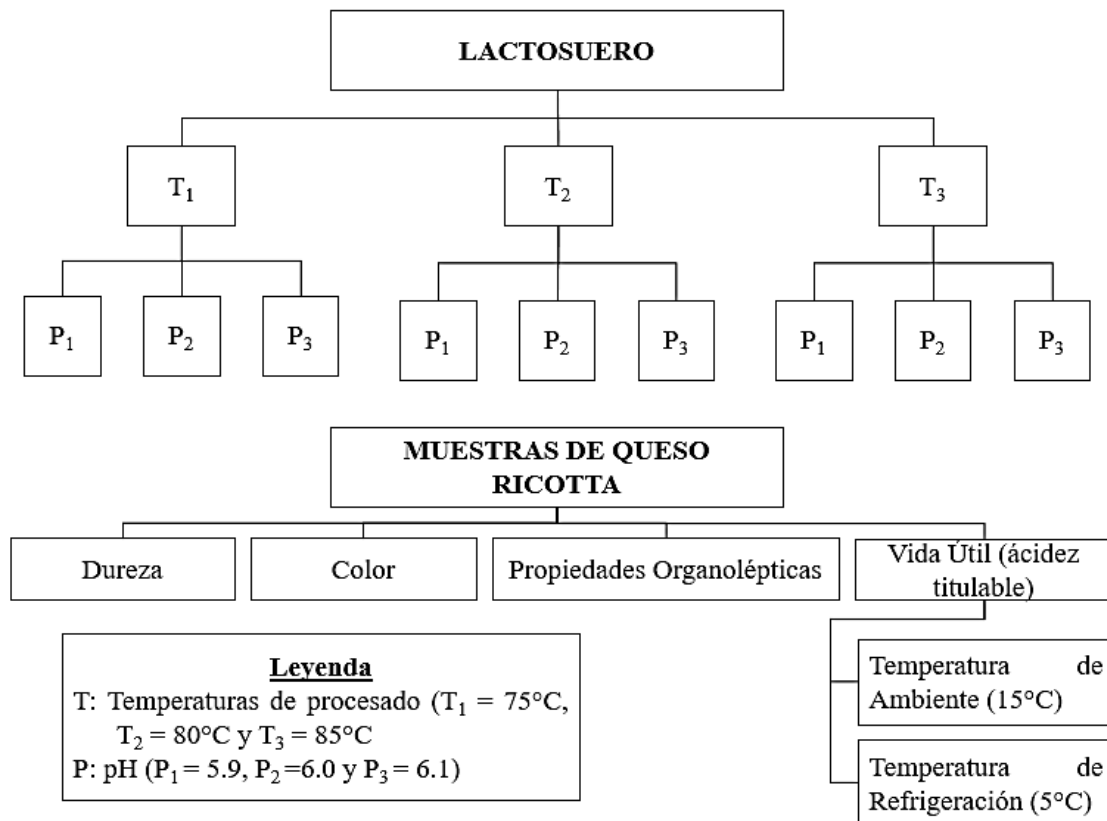 LACTOSUERO
T₁
T₂
T₃
P₁
P₂
P₃
P₁
P₂
P₃
P₁
P₂
P₃
MUESTRAS DE QUESO
RICOTTA
Dureza
Color
Propiedades Organolépticas
Vida Útil (ácidez
titulable)
Leyenda
T: Temperaturas de procesado (T₁ = 75°C,
T₂ = 80°C y T₃ = 85°C
P: pH (P₁ = 5.9, P₂ =6.0 y P₃ = 6.1)
Temperatura de
Ambiente (15°C)
Temperatura de
Refrigeración (5°C)